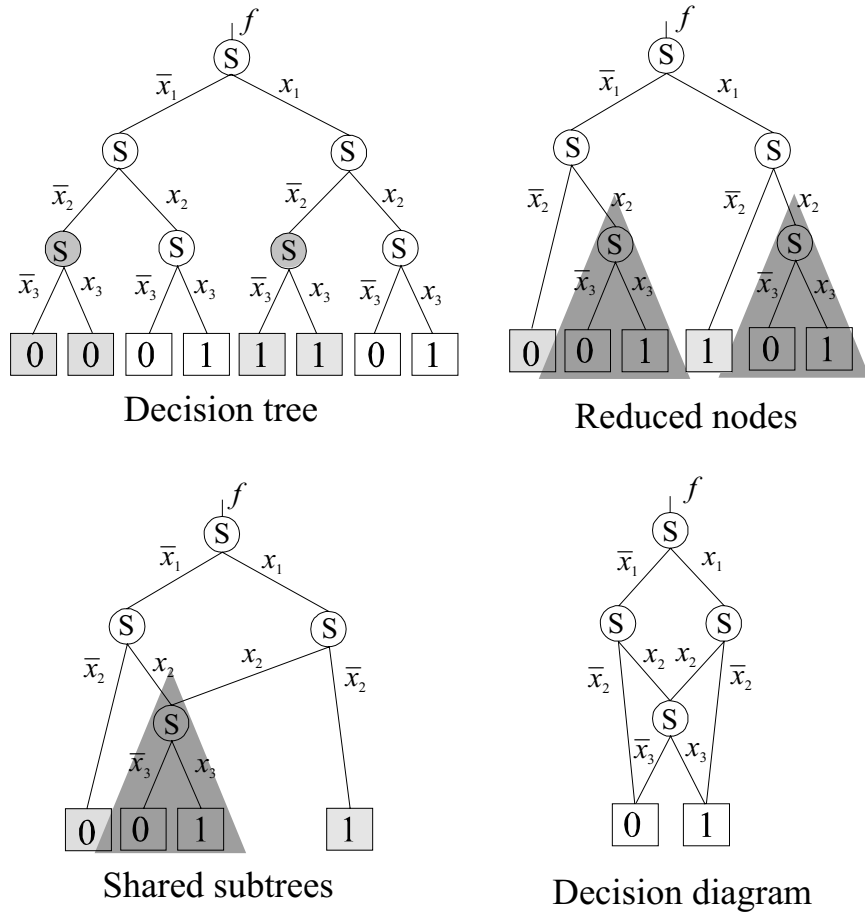 f
S
x̅₁ x₁
S S
x̅₂ x₂ x̅₂ x₂
S S S S
x̅₃ x₃ x̅₃ x₃ x̅₃ x₃ x̅₃ x₃
0 0 0 1 1 1 0 1
Decision tree
f
S
x̅₁ x₁
S S
x̅₂ x₂ x̅₂ x₂
S S
x̅₃ x₃ x̅₃ x₃
0 0 1 1 0 1
Reduced nodes
f
S
x̅₁ x₁
S S
x̅₂ x₂ x₂ x̅₂
S
x̅₃ x₃
0 0 1 1
Shared subtrees
f
S
x̅₁ x₁
S S
x̅₂ x₂ x₂ x̅₂
S
x̅₃ x₃
0 1
Decision diagram